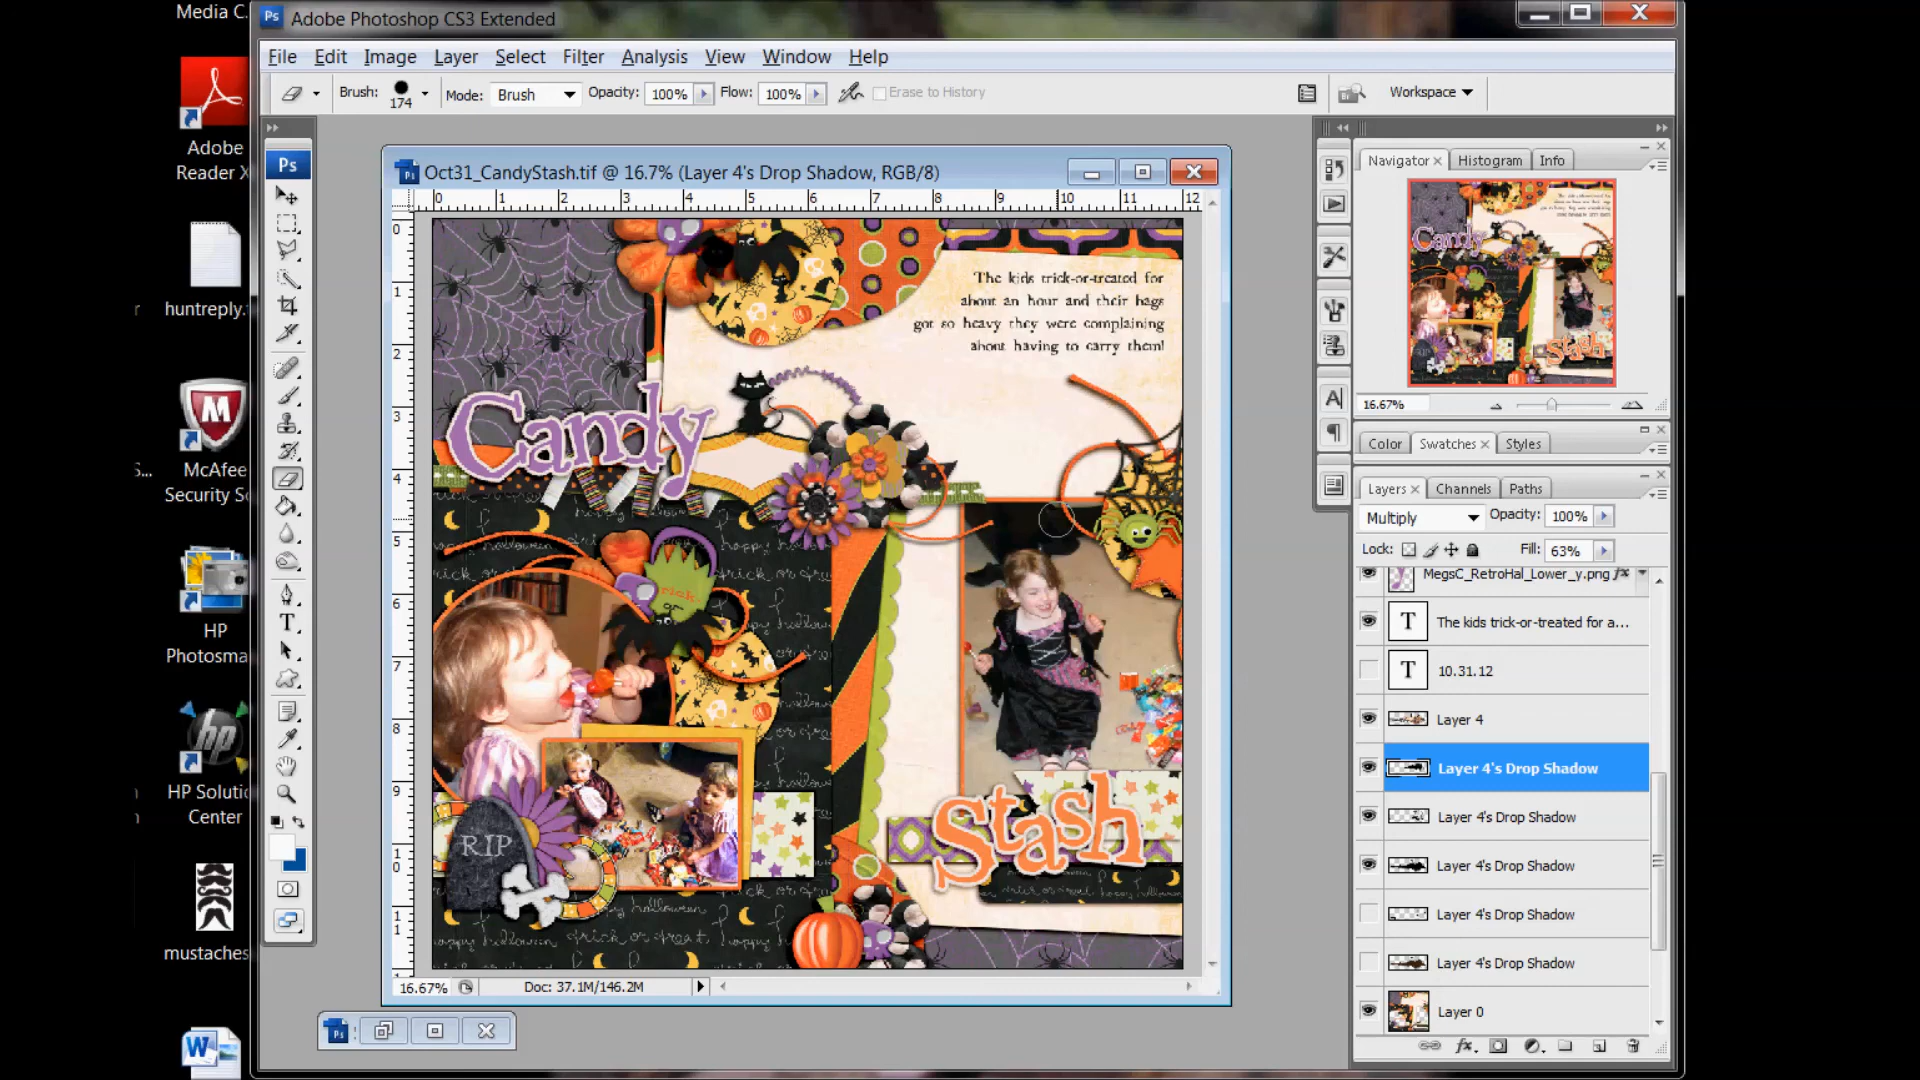 Media C.
Adobe Photoshop CS3 Extended
File Edit Image Layer Select Filter Analysis View Window Help
Brush: 174 Mode: Brush Opacity: 100% Flow: 100% Erase to History Workspace
Adobe
Reader X
huntreply.t
McAfee
Security Sc
HP
Photosma
HP Solutic
Center
mustaches
Ps
Oct31_CandyStash.tif @ 16.7% (Layer 4's Drop Shadow, RGB/8)
0 1 2 3 4 5 6 7 8 9 10 11 12
The kids trick-or-treated for
about an hour and their bags
got so heavy they were complaining
about having to carry them!
Candy
trick
or
RIP
Stash
16.67% Doc: 37.1M/146.2M
Navigator Histogram Info
16.67%
Color Swatches Styles
Layers Channels Paths
Multiply Opacity: 100%
Lock: Fill: 63%
MegsC_RetroHal_Lower_y.png fx
T The kids trick-or-treated for a...
T 10.31.12
Layer 4
Layer 4's Drop Shadow
Layer 4's Drop Shadow
Layer 4's Drop Shadow
Layer 4's Drop Shadow
Layer 4's Drop Shadow
Layer 0